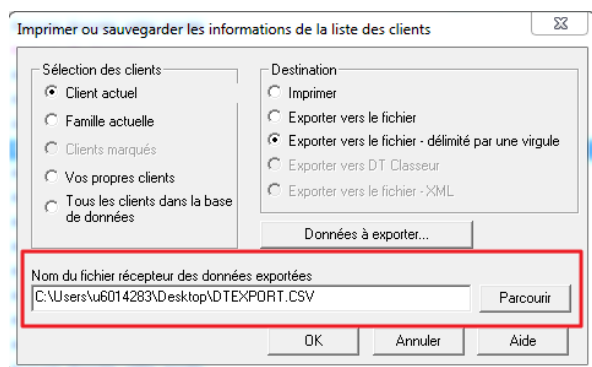 Imprimer ou sauvegarder les informations de la liste des clients
Sélection des clients
Client actuel
Famille actuelle
Clients marqués
Vos propres clients
Tous les clients dans la base
de données
Destination
Imprimer
Exporter vers le fichier
Exporter vers le fichier - délimité par une virgule
Exporter vers DT Classeur
Exporter vers le fichier - XML
Données à exporter...
Nom du fichier récepteur des données exportées
C:\Users\u6014283\Desktop\DTEXPORT.CSV
Parcourir
OK
Annuler
Aide